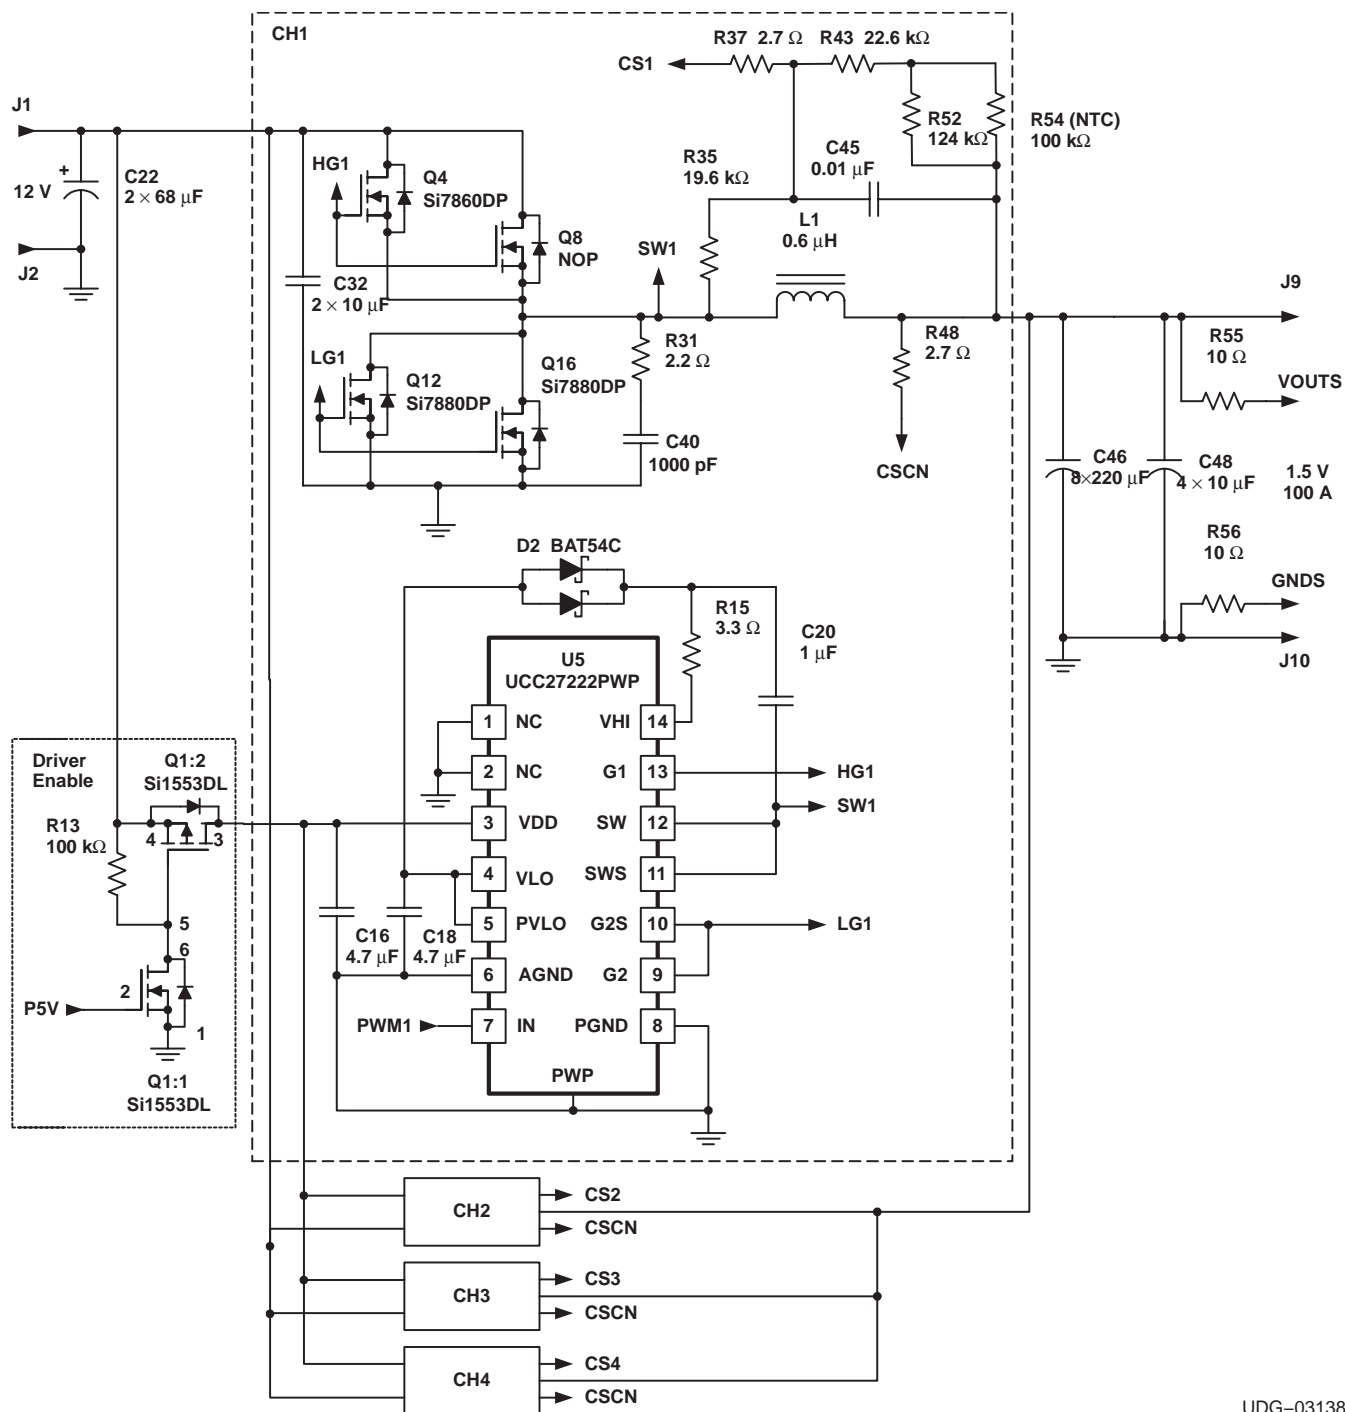 CH1
R37 2.7 Ω
R43 22.6 kΩ
CS1
J1
R52
124 kΩ
R54 (NTC)
100 kΩ
HG1
Q4
Si7860DP
R35
19.6 kΩ
C45
0.01 μF
12 V
+
C22
2 × 68 μF
J2
Q8
NOP
SW1
L1
0.6 μH
C32
2 × 10 μF
J9
R31
2.2 Ω
R48
2.7 Ω
R55
10 Ω
LG1
Q12
Si7880DP
Q16
Si7880DP
VOUTS
C40
1000 pF
CSCN
C46
8×220 μF
C48
4 × 10 μF
1.5 V
100 A
R56
10 Ω
D2 BAT54C
GNDS
R15
3.3 Ω
C20
1 μF
J10
U5
UCC27222PWP
1 NC VHI 14
2 NC G1 13 HG1
SW1
3 VDD SW 12
4 VLO SWS 11
5 PVLO G2S 10 LG1
6 AGND G2 9
PWM1 7 IN PGND 8
PWP
Driver
Enable
Q1:2
Si1553DL
R13
100 kΩ
4
3
5
6
2
P5V
1
Q1:1
Si1553DL
C16
4.7 μF
C18
4.7 μF
CH2
CS2
CSCN
CH3
CS3
CSCN
CH4
CS4
CSCN
UDG−03138